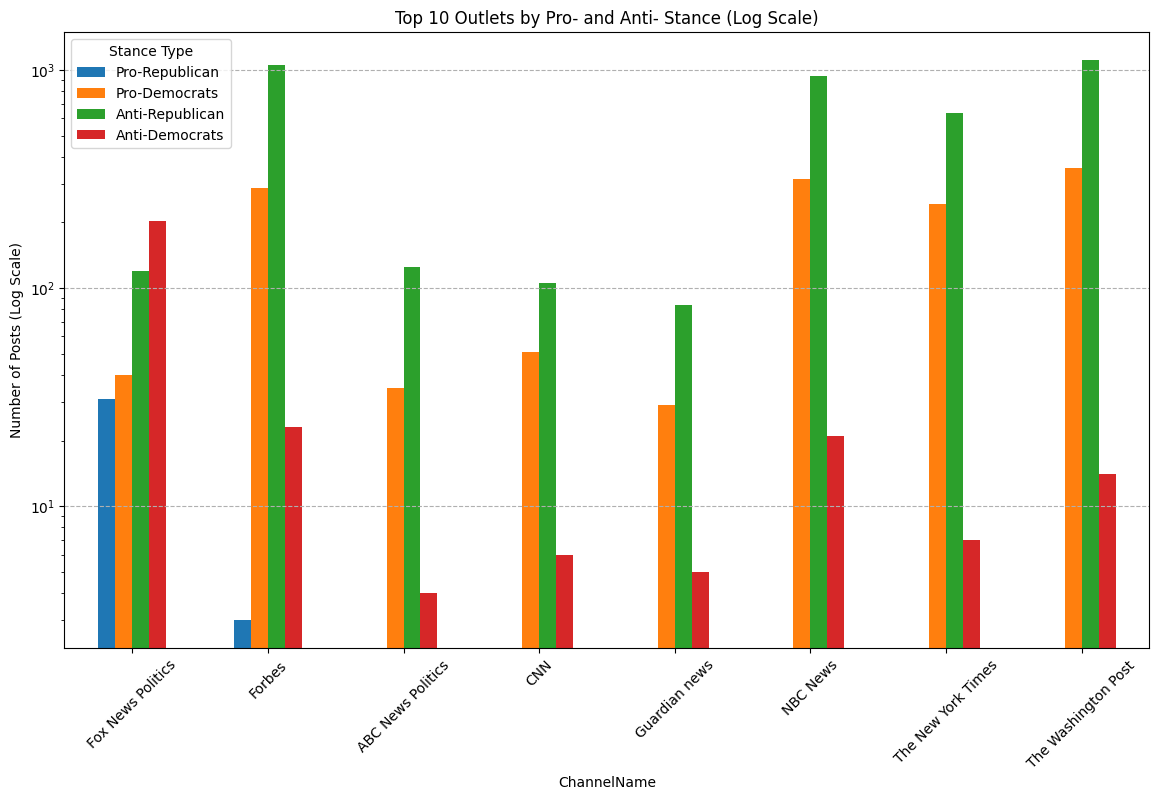 Top 10 Outlets by Pro- and Anti- Stance (Log Scale)
Stance Type
Pro-Republican
Pro-Democrats
Anti-Republican
Anti-Democrats
Number of Posts (Log Scale)
10³
10²
10¹
Fox News Politics
Forbes
ABC News Politics
CNN
Guardian news
NBC News
The New York Times
The Washington Post
ChannelName